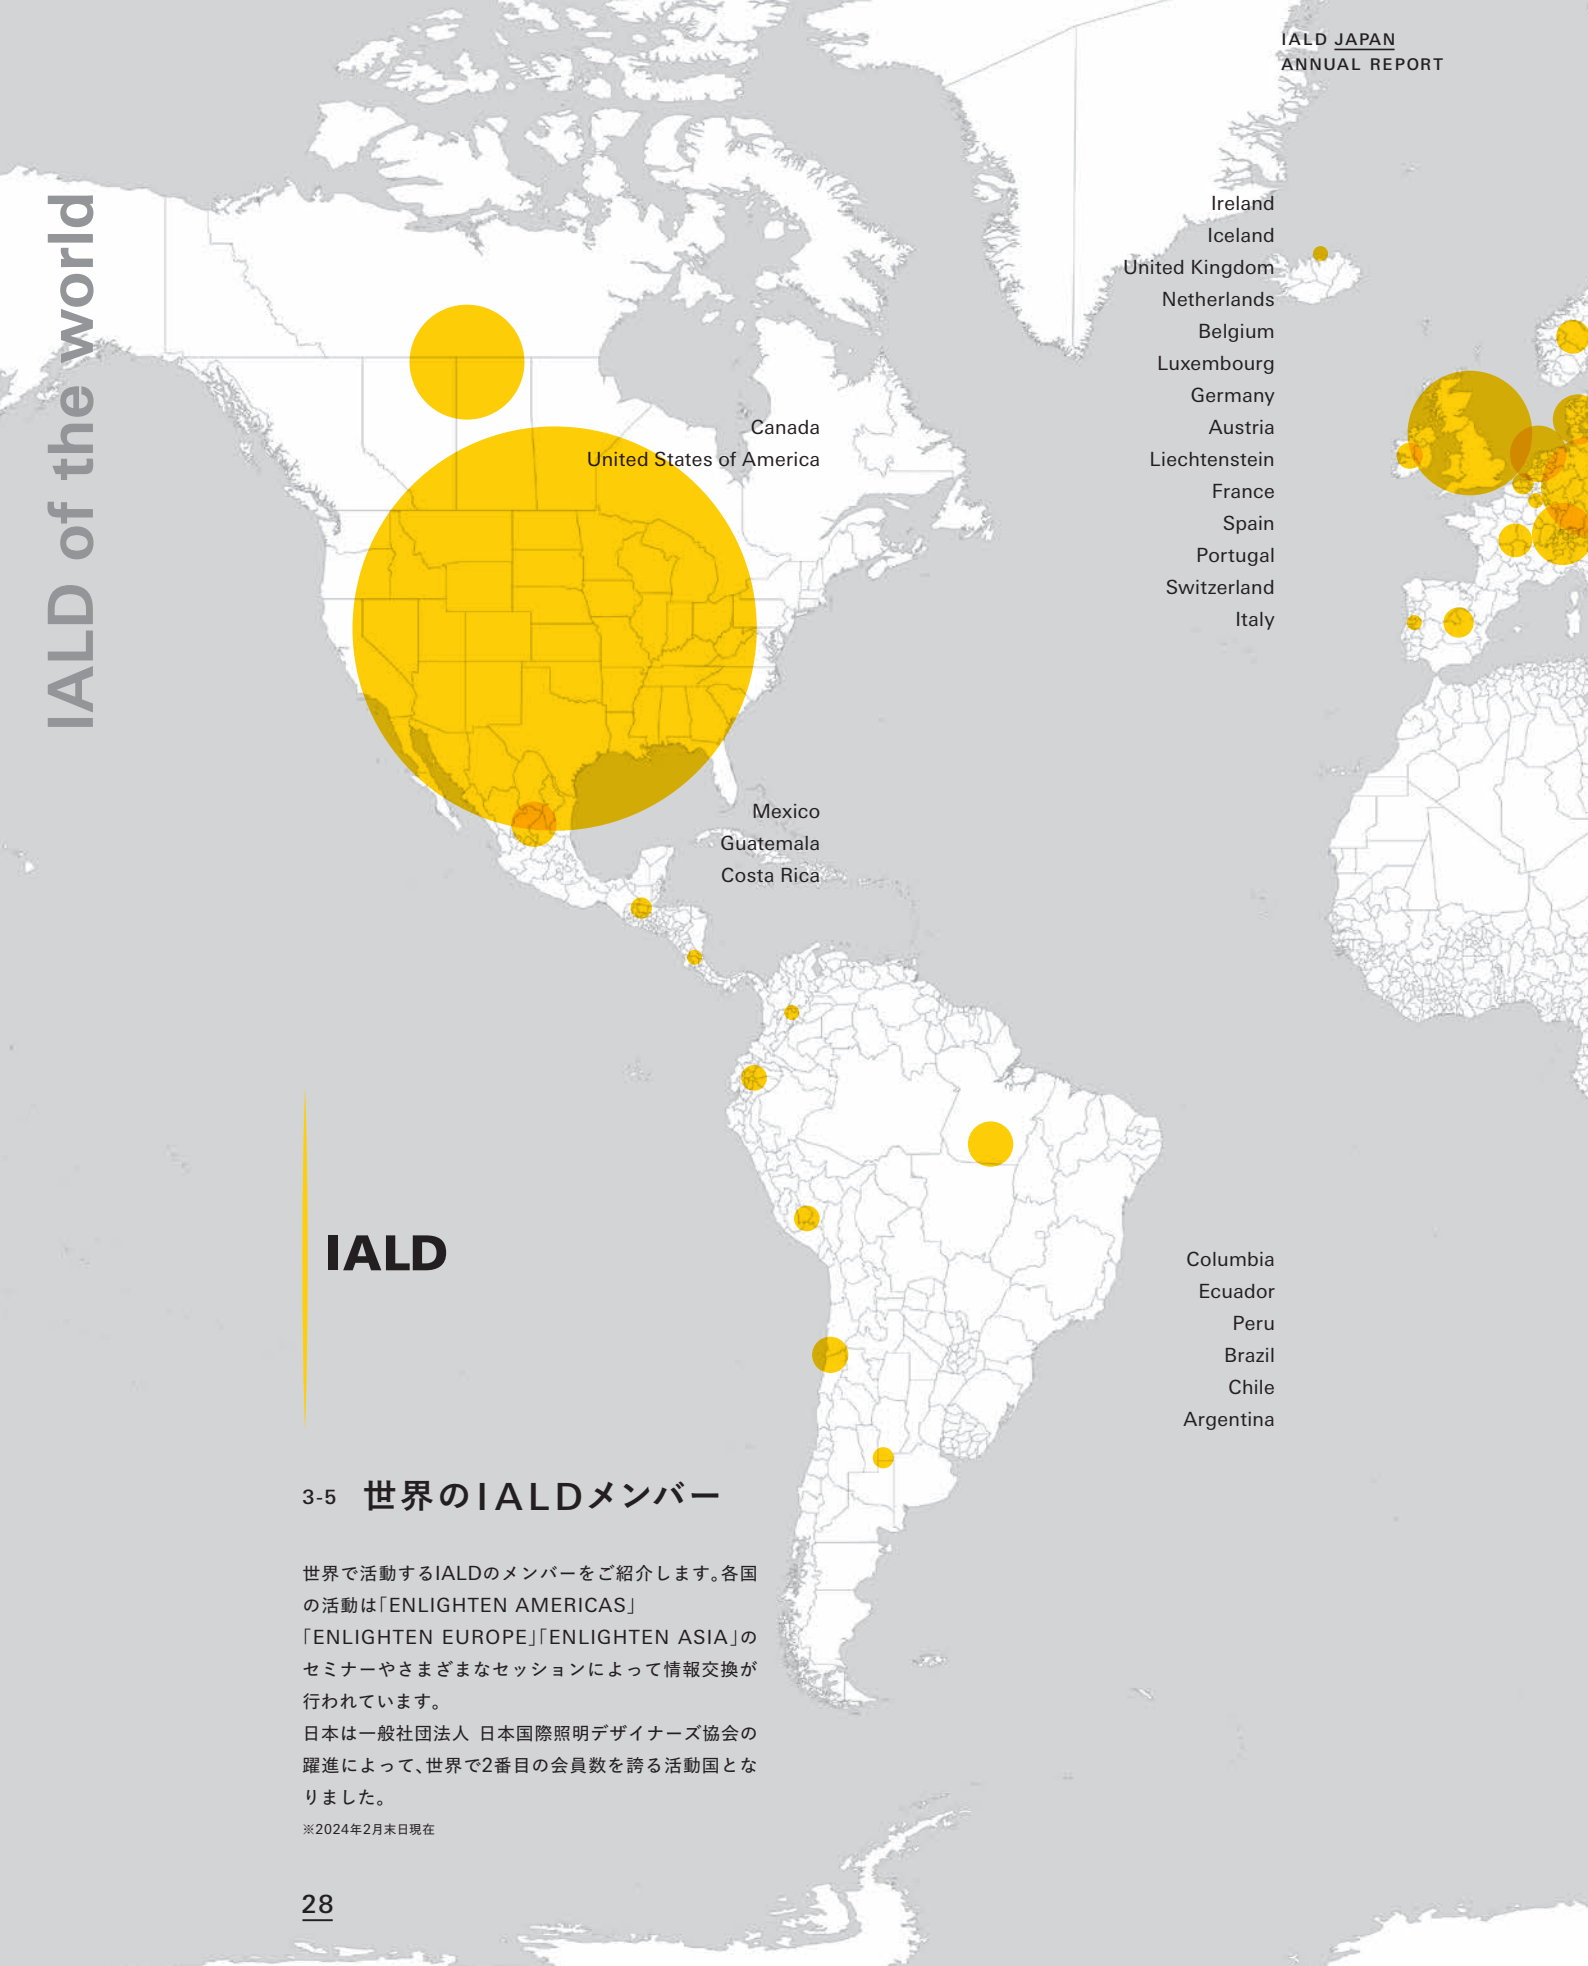 IALD JAPAN
ANNUAL REPORT
IALD of the world
Ireland
Iceland
United Kingdom
Netherlands
Belgium
Luxembourg
Germany
Austria
Liechtenstein
France
Spain
Portugal
Switzerland
Italy
Canada
United States of America
Mexico
Guatemala
Costa Rica
Columbia
Ecuador
Peru
Brazil
Chile
Argentina
IALD
3-5 世界のIALDメンバー
世界で活動するIALDのメンバーをご紹介します。各国
の活動は「ENLIGHTEN AMERICAS」
「ENLIGHTEN EUROPE」「ENLIGHTEN ASIA」の
セミナーやさまざまなセッションによって情報交換が
行われています。
日本は一般社団法人 日本国際照明デザイナーズ協会の
躍進によって、世界で2番目の会員数を誇る活動国とな
りました。
※2024年2月末日現在
28